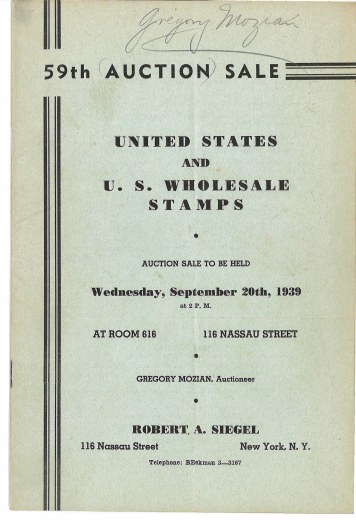 Gregory Mozian
59th AUCTION SALE
UNITED STATES
AND
U. S. WHOLESALE
STAMPS
•
AUCTION SALE TO BE HELD
Wednesday, September 20th, 1939
at 2 P. M.
AT ROOM 616 116 NASSAU STREET
•
GREGORY MOZIAN, Auctioneer
•
ROBERT A. SIEGEL
116 Nassau Street New York, N. Y.
Telephone: BEekman 3—3167